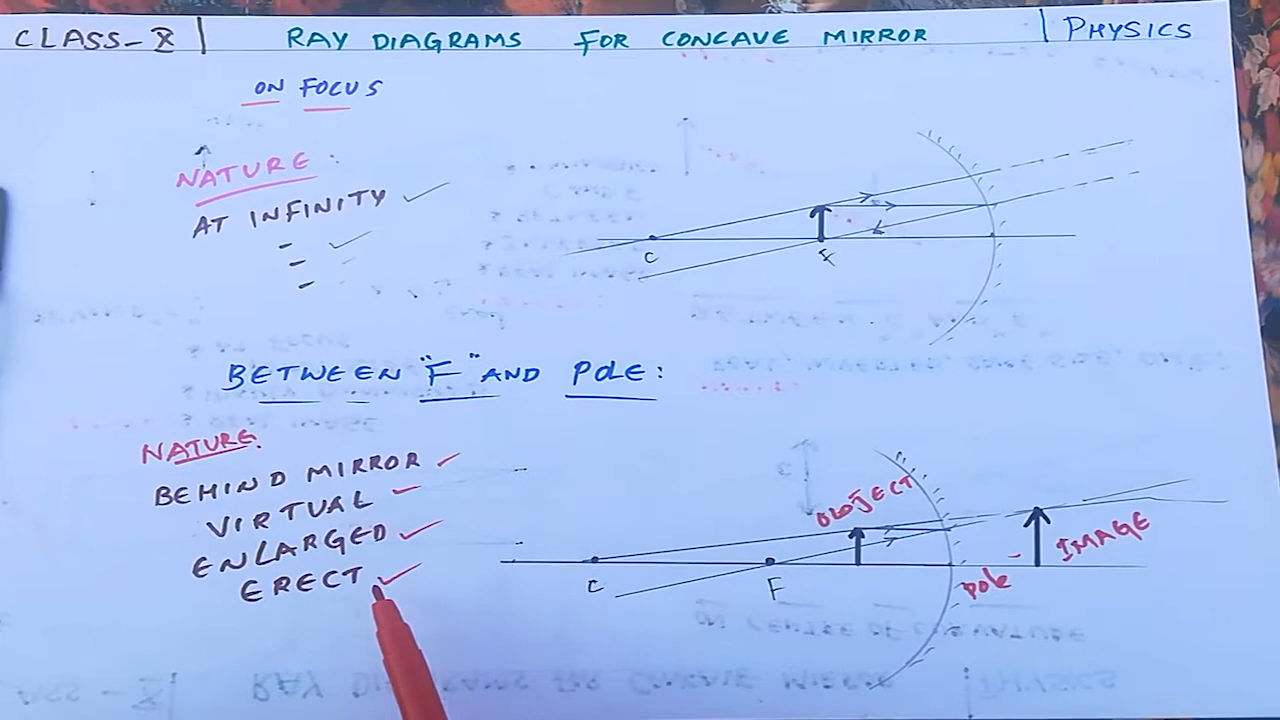 CLASS-X | RAY DIAGRAMS FOR CONCAVE MIRROR | PHYSICS
ON FOCUS
NATURE:
AT INFINITY
C F
BETWEEN "F" AND POLE:
NATURE.
BEHIND MIRROR
VIRTUAL
ENLARGED
ERECT
OBJECT
IMAGE
C F Pole